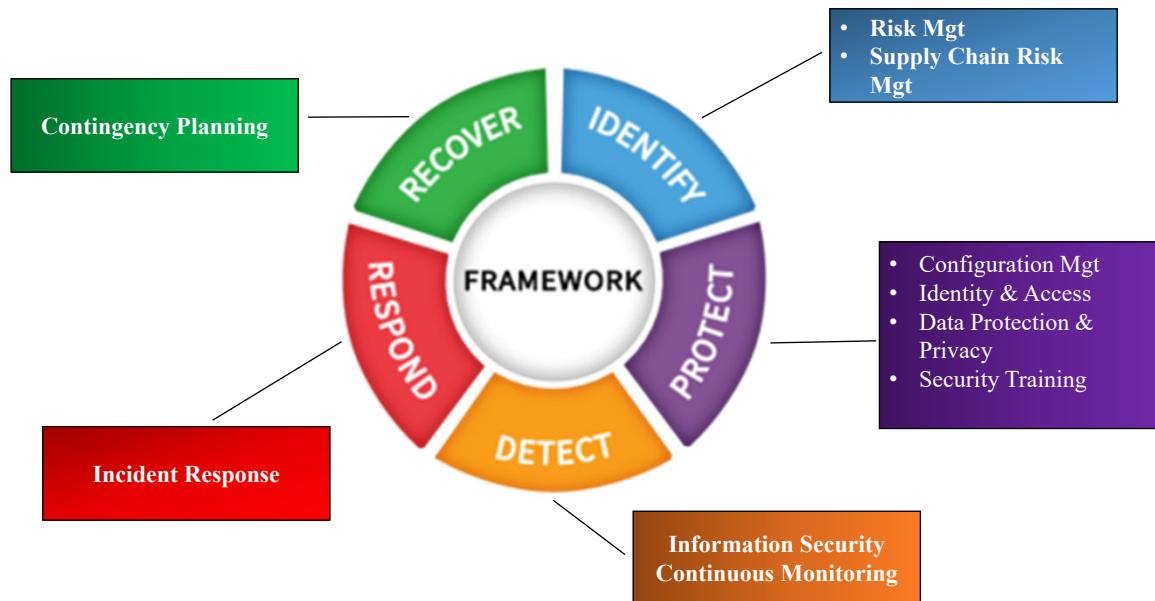 • Risk Mgt
• Supply Chain Risk
Mgt
Contingency Planning
RECOVER
IDENTIFY
FRAMEWORK
RESPOND
PROTECT
DETECT
• Configuration Mgt
• Identity & Access
• Data Protection &
Privacy
• Security Training
Incident Response
Information Security
Continuous Monitoring